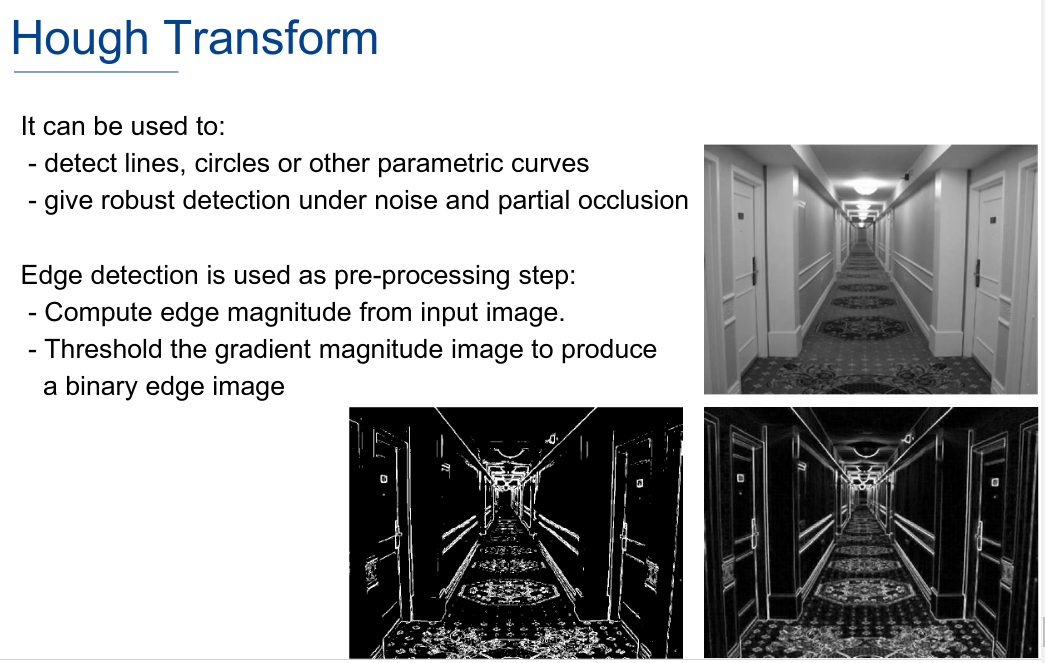 Hough Transform
It can be used to:
- detect lines, circles or other parametric curves
- give robust detection under noise and partial occlusion
Edge detection is used as pre-processing step:
- Compute edge magnitude from input image.
- Threshold the gradient magnitude image to produce
a binary edge image